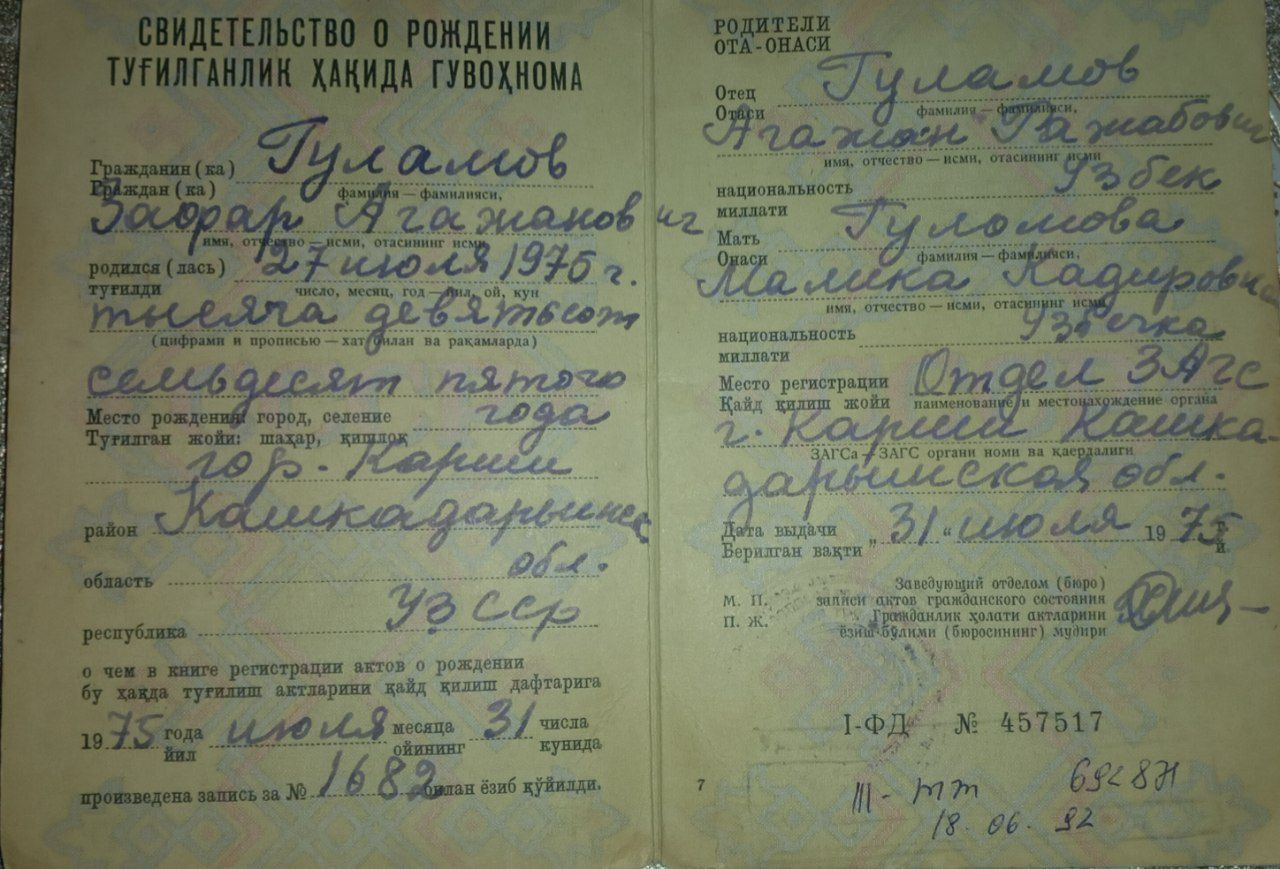 СВИДЕТЕЛЬСТВО О РОЖДЕНИИ
ТУҒИЛГАНЛИК ҲАҚИДА ГУВОҲНОМА
Гражданин (ка) Гуламов
Граждан (ка) фамилия — фамилияси,
Зафар Агажанович
имя, отчество — исми, отасининг исми
родился (лась) 27 июля 1975 г.
туғилди число, месяц, год — йил, ой, кун
тысяча девятьсот
(цифрами и прописью — хат билан ва рақамларда)
семьдесят пятого
Место рождения: город, селение года
Туғилган жойи: шаҳар, қишлоқ
гор. Карши
район Кашкадарьинск
область обл.
республика Уз ССР
о чем в книге регистрации актов о рождении
бу ҳақда туғилиш актларини қайд қилиш дафтарига
1975 года июля месяца 31 числа
йил ойининг кунида
произведена запись за № 1682 билан ёзиб қўйилди.
РОДИТЕЛИ
ОТА-ОНАСИ
Отец Гуламов
Отаси фамилия — фамилияси,
Агажан Ражабович
имя, отчество — исми, отасининг исми
национальность Узбек
миллати
Мать Гуломова
Онаси фамилия — фамилияси,
Малика Кадировна
имя, отчество — исми, отасининг исми
национальность Узбечка
миллати
Место регистрации Отдел ЗАГС
Қайд қилиш жойи наименование и местонахождение органа
г. Карши Кашка-
ЗАГСа — ЗАГС органи номи ва қаердалиги
дарьинская обл.
Дата выдачи „31“ июля 1975 г.
Берилган вақти й.
Заведующий отделом (бюро)
М. П. записи актов гражданского состояния
П. Ж. Гражданлик ҳолати актларини
ёзиш бўлими (бюросининг) мудири
I-ФД № 457517
7
18.06.92